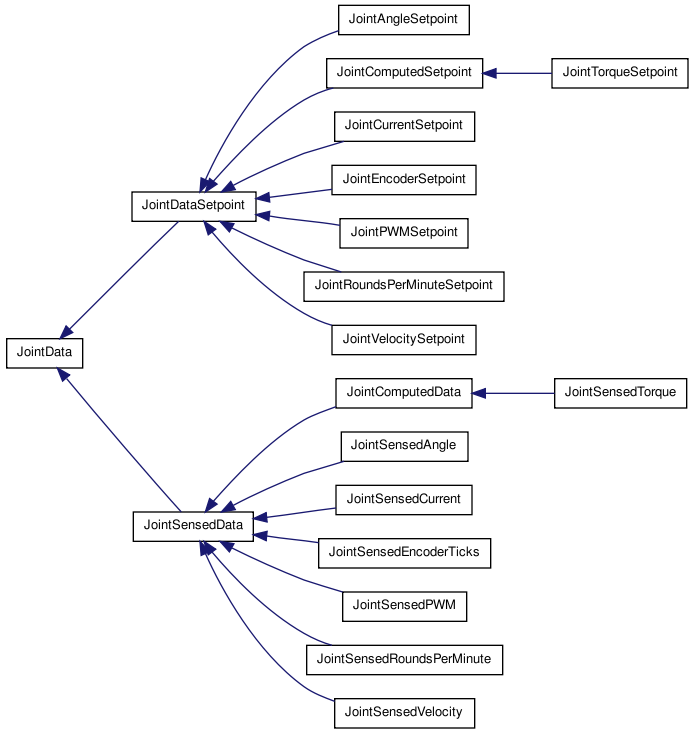 JointAngleSetpoint
JointComputedSetpoint
JointTorqueSetpoint
JointCurrentSetpoint
JointEncoderSetpoint
JointDataSetpoint
JointPWMSetpoint
JointRoundsPerMinuteSetpoint
JointVelocitySetpoint
JointData
JointComputedData
JointSensedTorque
JointSensedAngle
JointSensedCurrent
JointSensedData
JointSensedEncoderTicks
JointSensedPWM
JointSensedRoundsPerMinute
JointSensedVelocity